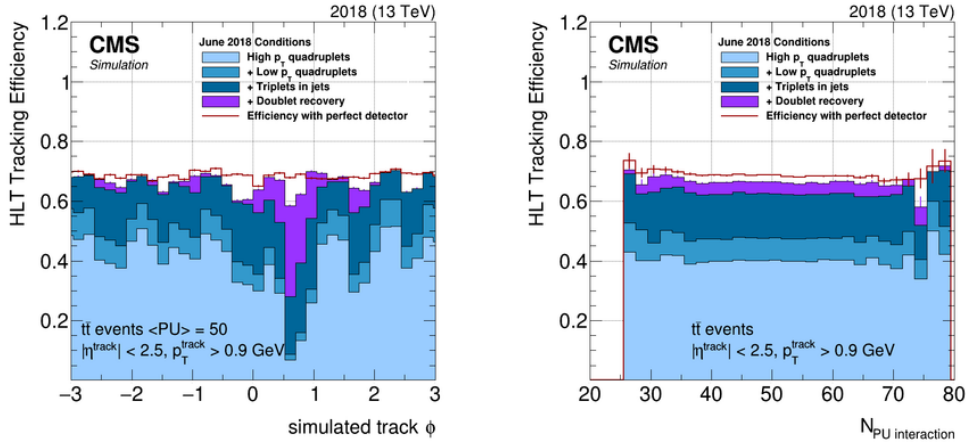 2018 (13 TeV)
1.2
1
0.8
0.6
0.4
0.2
HLT Tracking Efficiency
CMS
Simulation
June 2018 Conditions
High p_T quadruplets
+ Low p_T quadruplets
+ Triplets in jets
+ Doublet recovery
Efficiency with perfect detector
tt̄ events <PU> = 50
|η^track| < 2.5, p_T^track > 0.9 GeV
−3 −2 −1 0 1 2 3
simulated track ϕ
2018 (13 TeV)
1.2
1
0.8
0.6
0.4
0.2
HLT Tracking Efficiency
CMS
Simulation
June 2018 Conditions
High p_T quadruplets
+ Low p_T quadruplets
+ Triplets in jets
+ Doublet recovery
Efficiency with perfect detector
tt̄ events
|η^track| < 2.5, p_T^track > 0.9 GeV
20 30 40 50 60 70 80
N_PU interaction